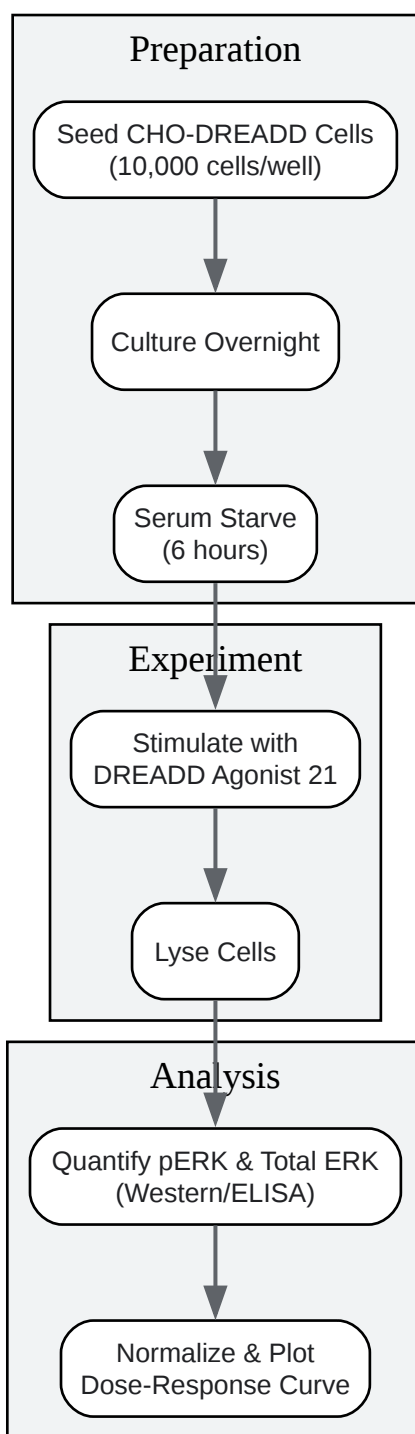 Preparation
Seed CHO-DREADD Cells
(10,000 cells/well)
Culture Overnight
Serum Starve
(6 hours)
Experiment
Stimulate with
DREADD Agonist 21
Lyse Cells
Analysis
Quantify pERK & Total ERK
(Western/ELISA)
Normalize & Plot
Dose-Response Curve